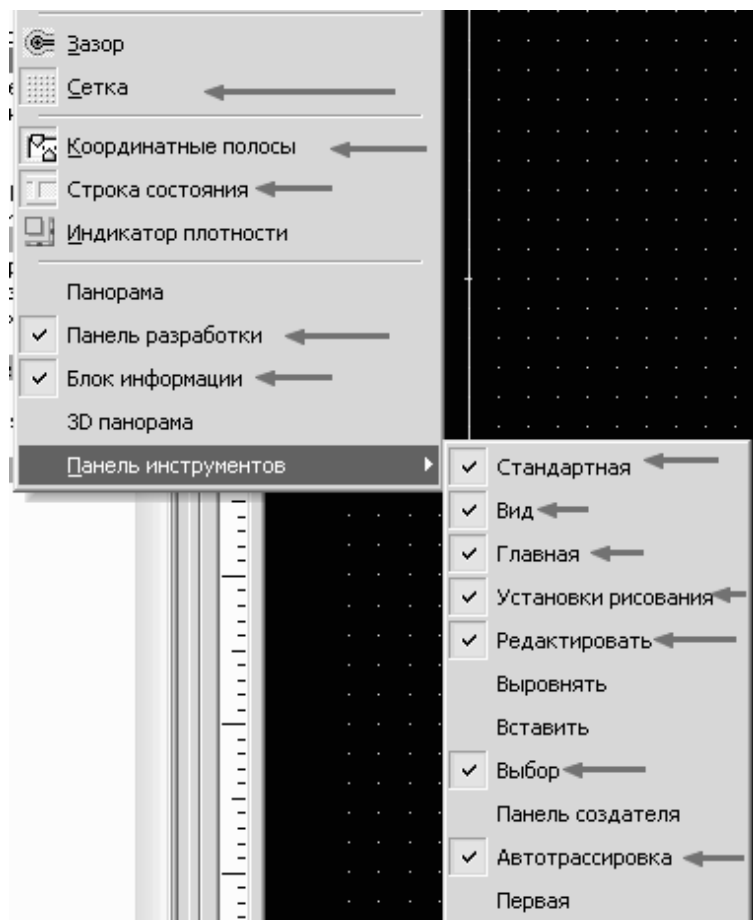 Зазор
Сетка
Координатные полосы
Строка состояния
Индикатор плотности
Панорама
Панель разработки
Блок информации
3D панорама
Панель инструментов
Стандартная
Вид
Главная
Установки рисования
Редактировать
Выровнять
Вставить
Выбор
Панель создателя
Автотрассировка
Первая